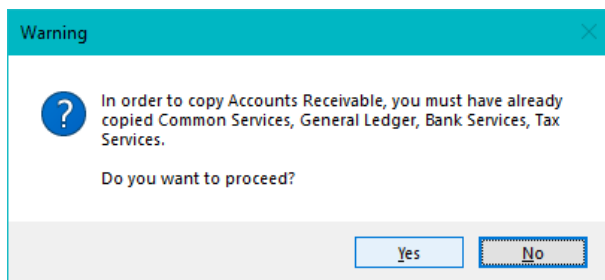 Warning
In order to copy Accounts Receivable, you must have already
copied Common Services, General Ledger, Bank Services, Tax
Services.
Do you want to proceed?
Yes No